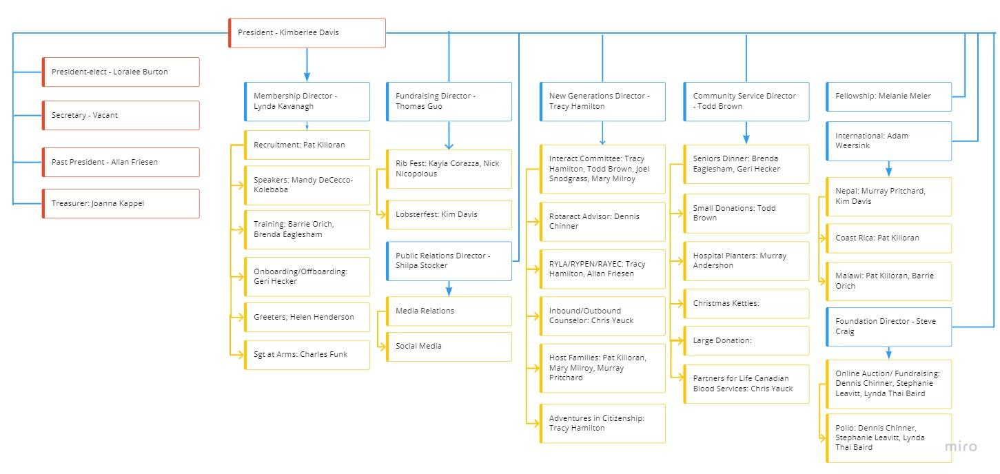 President - Kimberlee Davis
President-elect - Loralee Burton
Secretary - Vacant
Past President - Allan Friesen
Treasurer: Joanna Kappel
Membership Director -
Lynda Kavanagh
Recruitment: Pat Killoran
Speakers: Mandy DeCecco-
Kolebaba
Training: Barrie Orich,
Brenda Eaglesham
Onboarding/Offboarding:
Geri Hecker
Greeters; Helen Henderson
Sgt at Arms: Charles Funk
Fundraising Director -
Thomas Guo
Rib Fest: Kayla Corazza, Nick
Nicopolous
Lobsterfest: Kim Davis
Public Relations Director -
Shilpa Stocker
Media Relations
Social Media
New Generations Director -
Tracy Hamilton
Interact Committee: Tracy
Hamilton, Todd Brown, Joel
Snodgrass, Mary Milroy
Rotaract Advisor: Dennis
Chinner
RYLA/RYPEN/RAYEC: Tracy
Hamilton, Allan Friesen
Inbound/Outbound
Counselor: Chris Yauck
Host Families: Pat Killoran,
Mary Milroy, Murray
Pritchard
Adventures in Citizenship:
Tracy Hamilton
Community Service Director
- Todd Brown
Seniors Dinner: Brenda
Eaglesham, Geri Hecker
Small Donations: Todd
Brown
Hospital Planters: Murray
Andershon
Christmas Kettles:
Large Donation:
Partners for Life Canadian
Blood Services: Chris Yauck
Fellowship: Melanie Meier
International: Adam
Weersink
Nepal: Murray Pritchard,
Kim Davis
Coast Rica: Pat Killoran
Malawi: Pat Killoran, Barrie
Orich
Foundation Director - Steve
Craig
Online Auction/ Fundraising:
Dennis Chinner, Stephanie
Leavitt, Lynda Thai Baird
Polio: Dennis Chinner,
Stephanie Leavitt, Lynda
Thai Baird
miro